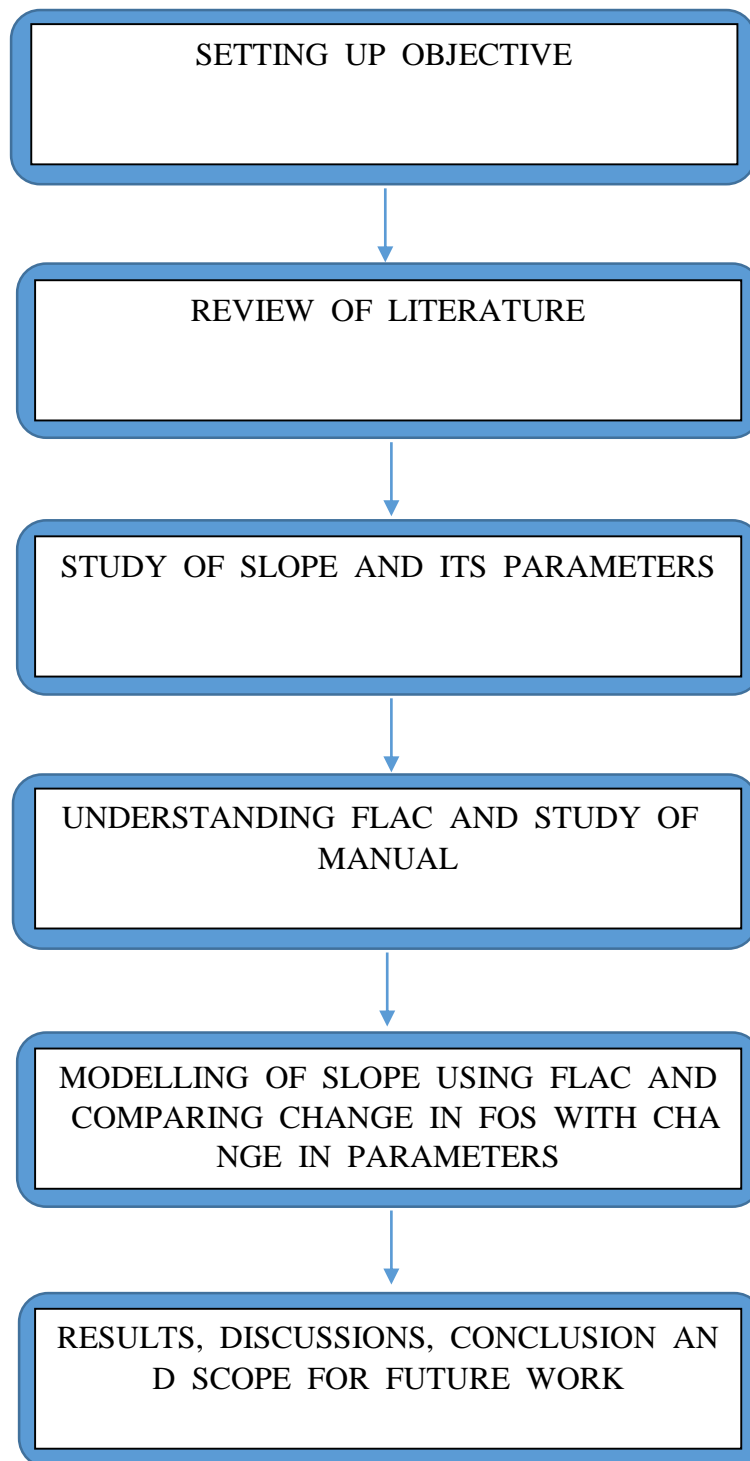 SETTING UP OBJECTIVE
REVIEW OF LITERATURE
STUDY OF SLOPE AND ITS PARAMETERS
UNDERSTANDING FLAC AND STUDY OF
MANUAL
MODELLING OF SLOPE USING FLAC AND
COMPARING CHANGE IN FOS WITH CHA
NGE IN PARAMETERS
RESULTS, DISCUSSIONS, CONCLUSION AN
D SCOPE FOR FUTURE WORK